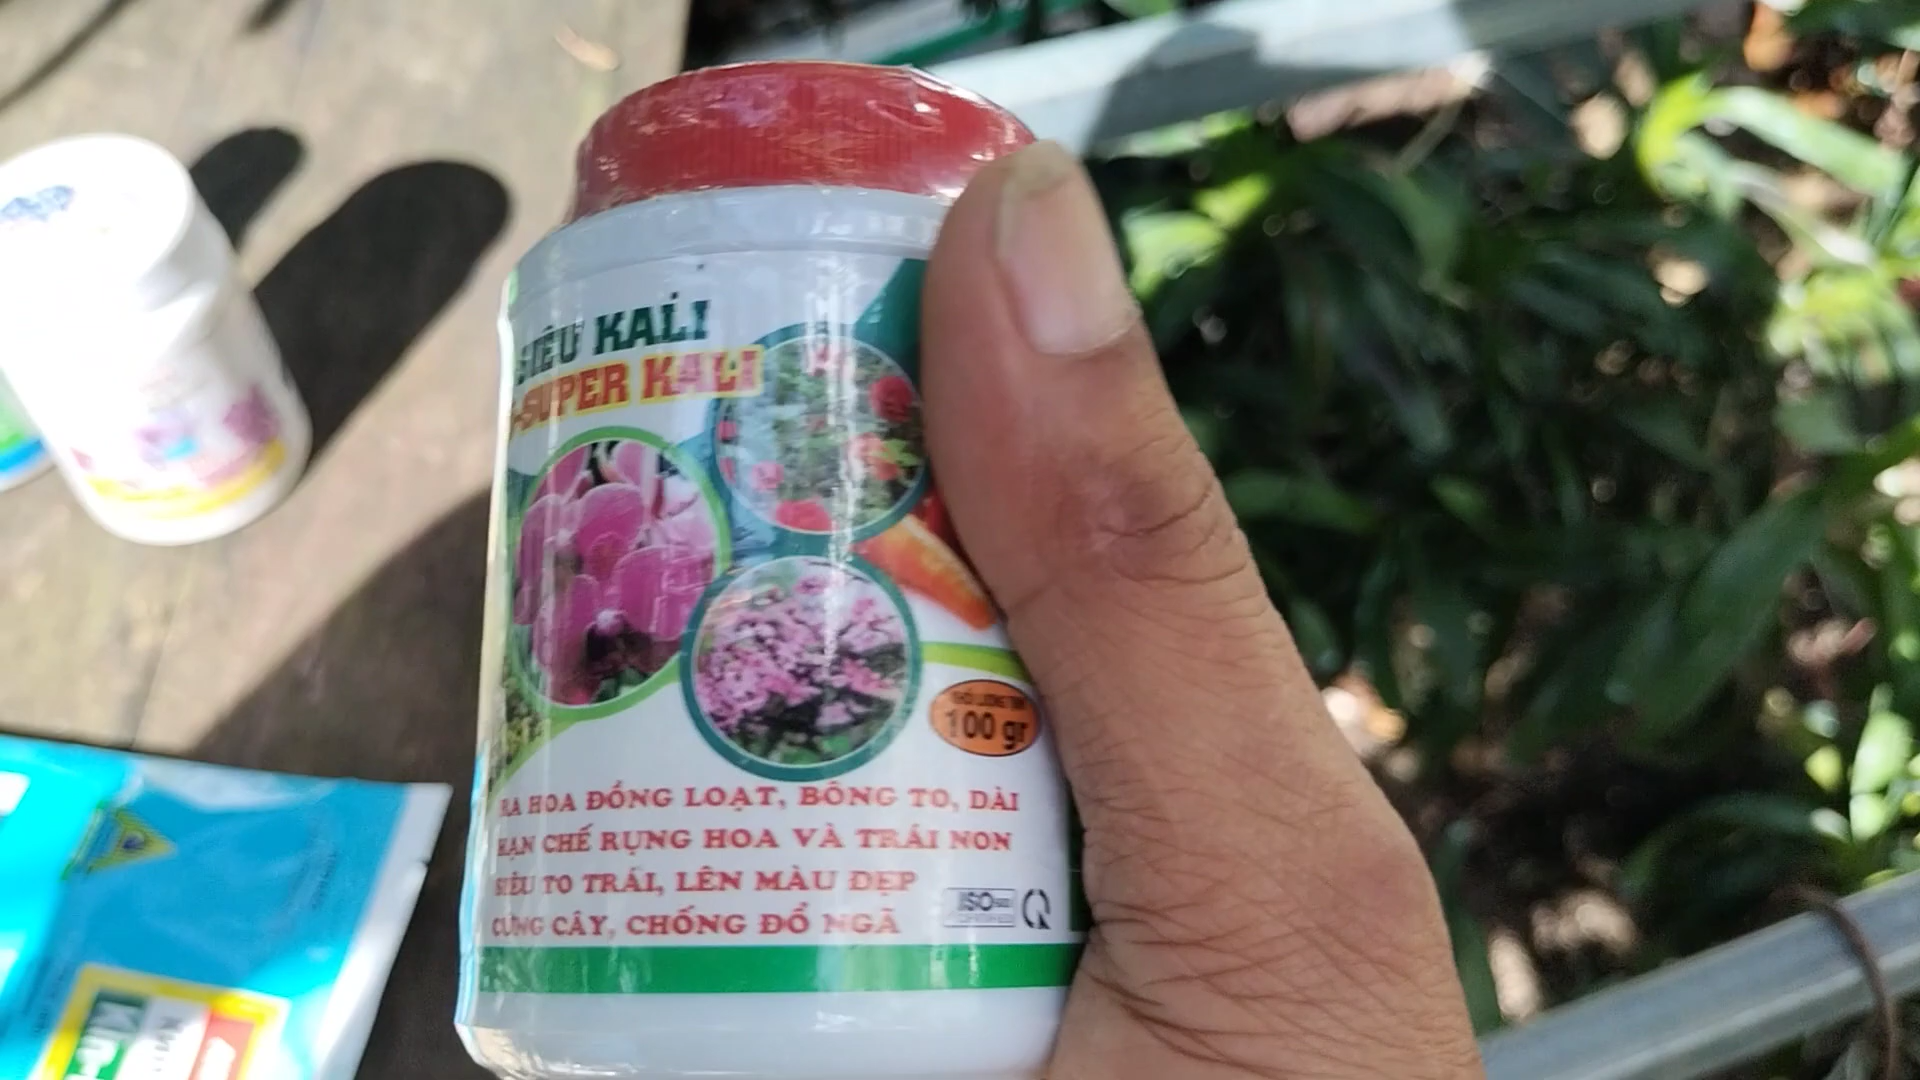 SIÊU KALI
SUPER KALI
100 gr
RA HOA ĐỒNG LOẠT, BÔNG TO, DÀI
HẠN CHẾ RỤNG HOA VÀ TRÁI NON
SIÊU TO TRÁI, LÊN MÀU ĐẸP
CỨNG CÂY, CHỐNG ĐỔ NGÃ
ISO